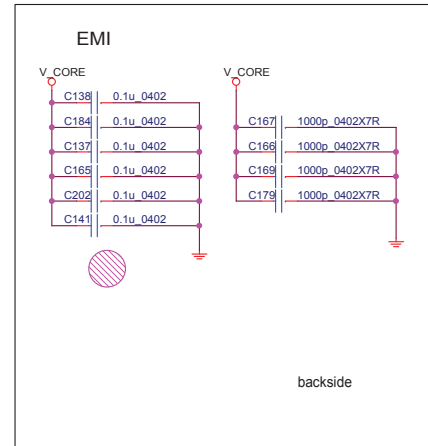 EMI
V_CORE
C138 0.1u_0402
C184 0.1u_0402
C137 0.1u_0402
C165 0.1u_0402
C202 0.1u_0402
C141 0.1u_0402
V_CORE
C167 1000p_0402X7R
C166 1000p_0402X7R
C169 1000p_0402X7R
C179 1000p_0402X7R
backside